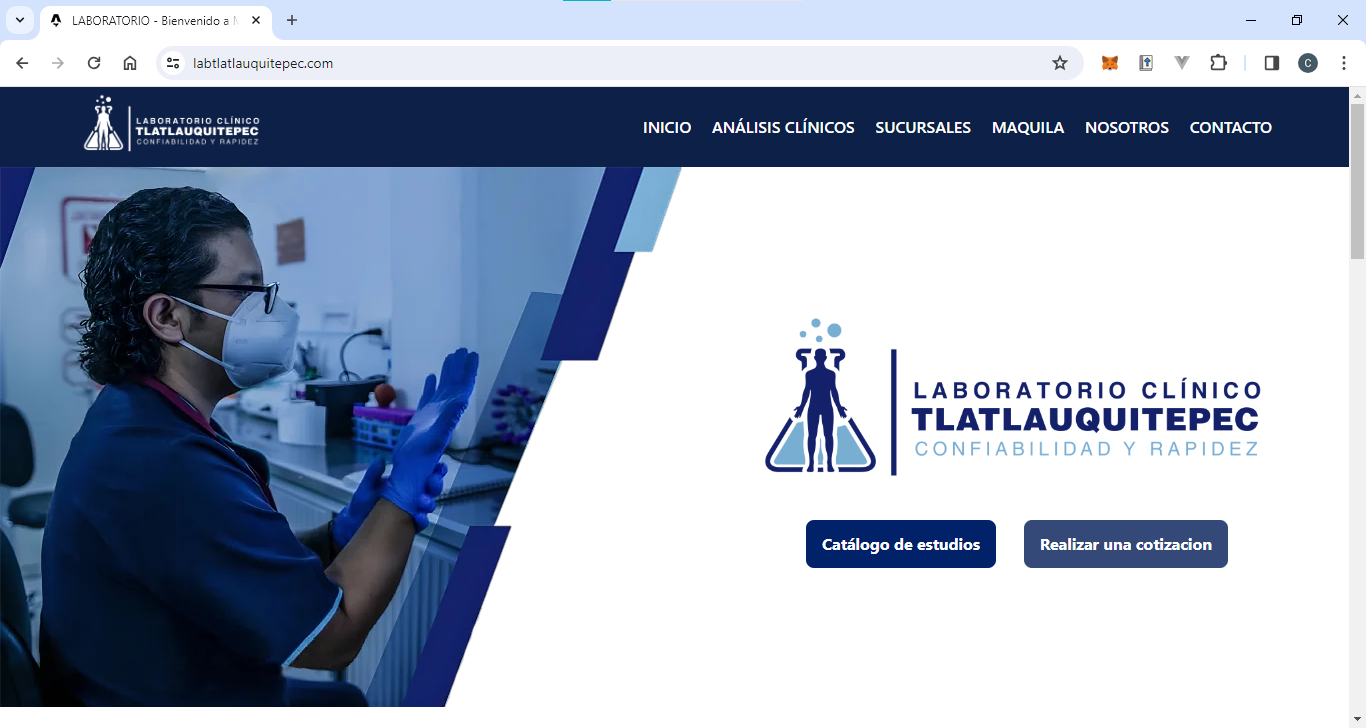 LABORATORIO - Bienvenido a
labtlatlauquitepec.com
C
LABORATORIO CLÍNICO
TLATLAUQUITEPEC
CONFIABILIDAD Y RAPIDEZ
INICIO ANÁLISIS CLÍNICOS SUCURSALES MAQUILA NOSOTROS CONTACTO
LABORATORIO CLÍNICO
TLATLAUQUITEPEC
CONFIABILIDAD Y RAPIDEZ
Catálogo de estudios Realizar una cotizacion